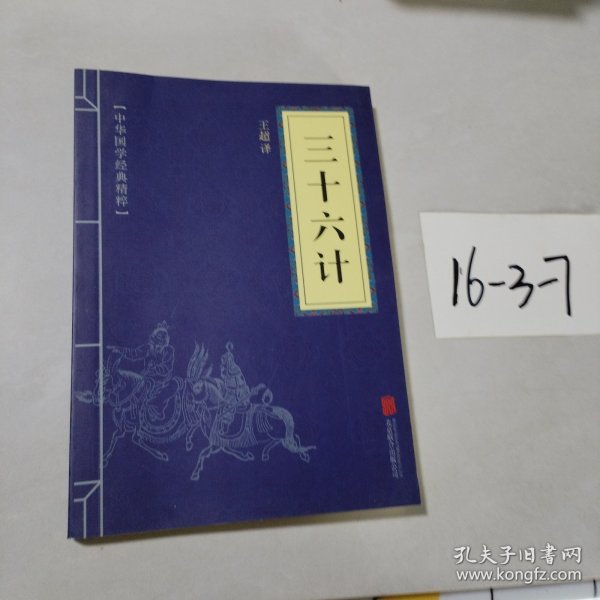 【中华国学经典精粹】
王超译
三十六计
16-3-7
孔夫子旧书网
www.kongfz.com